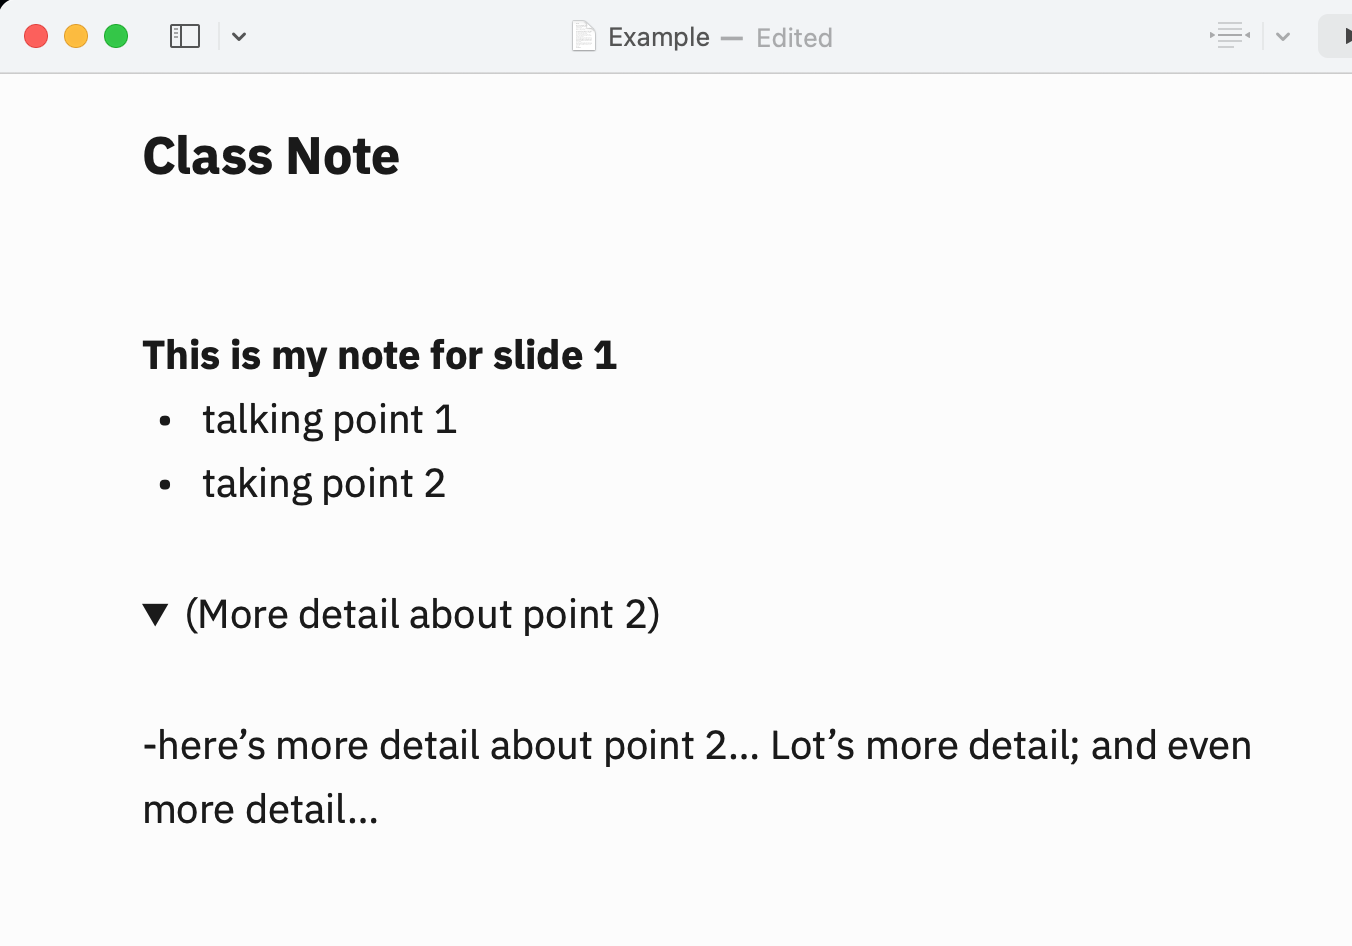 Example — Edited
Class Note
This is my note for slide 1
• talking point 1
• taking point 2
▼ (More detail about point 2)
-here’s more detail about point 2... Lot’s more detail; and even
more detail...